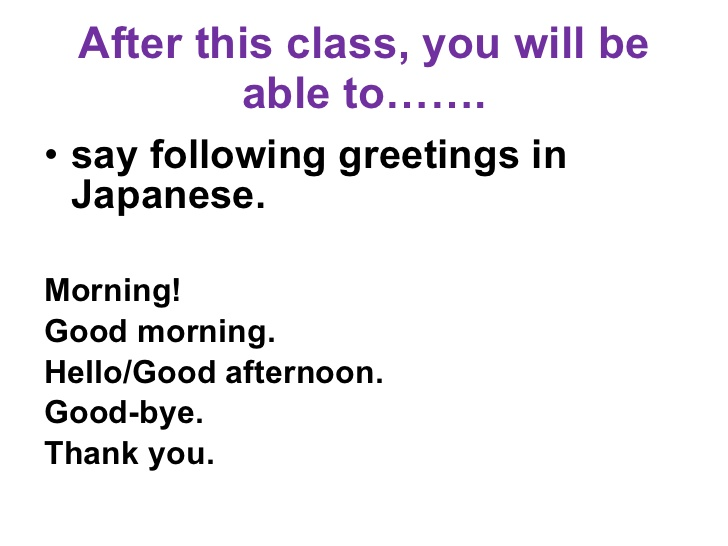 After this class, you will be
able to…….
• say following greetings in
Japanese.
Morning!
Good morning.
Hello/Good afternoon.
Good-bye.
Thank you.